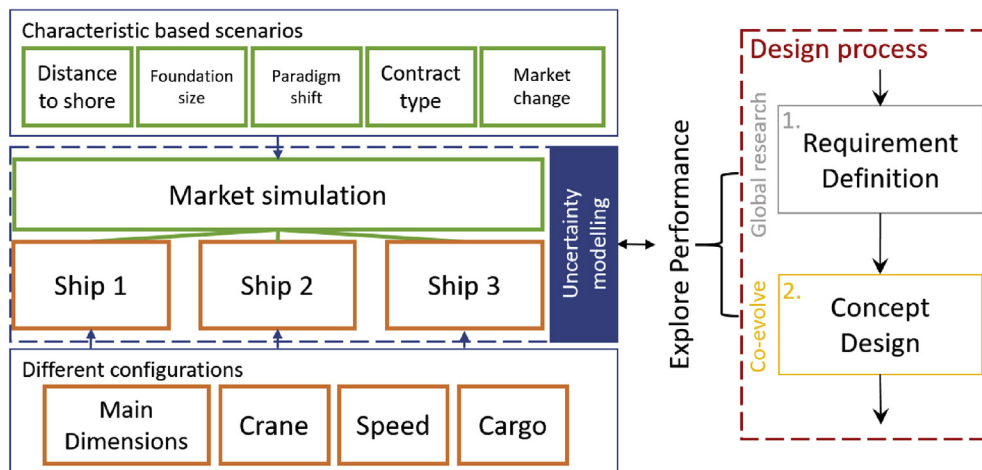 Characteristic based scenarios
Distance
to shore
Foundation
size
Paradigm
shift
Contract
type
Market
change
Market simulation
Ship 1
Ship 2
Ship 3
Uncertainty
modelling
Different configurations
Main
Dimensions
Crane
Speed
Cargo
Explore Performance
Design process
Global research
1.
Requirement
Definition
Co-evolve
2.
Concept
Design